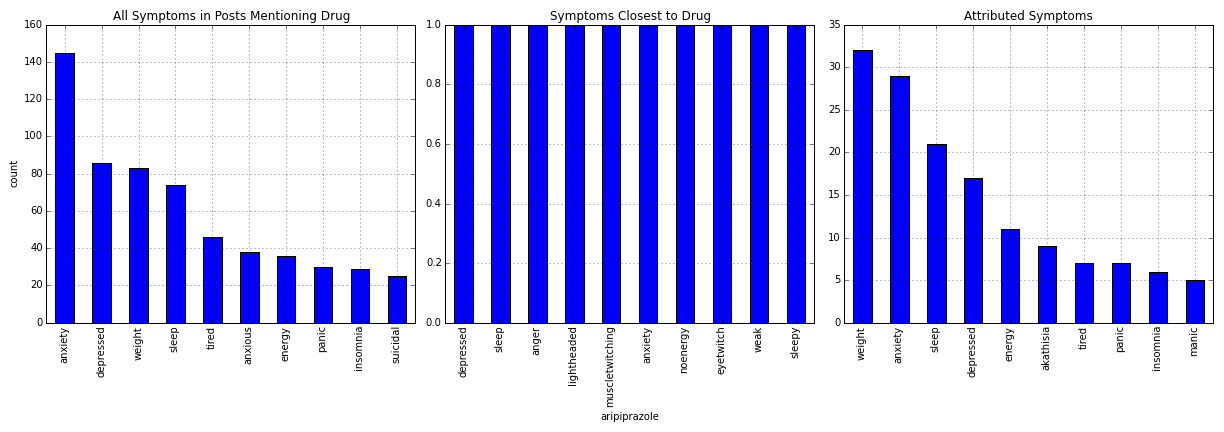 All Symptoms in Posts Mentioning Drug
160
140
120
100
80
60
40
20
0
count
anxiety
depressed
weight
sleep
tired
anxious
energy
panic
insomnia
suicidal
Symptoms Closest to Drug
1.0
0.8
0.6
0.4
0.2
0.0
depressed
sleep
anger
lightheaded
muscletwitching
anxiety
noenergy
eyetwitch
weak
sleepy
aripiprazole
Attributed Symptoms
35
30
25
20
15
10
5
0
weight
anxiety
sleep
depressed
energy
akathisia
tired
panic
insomnia
manic